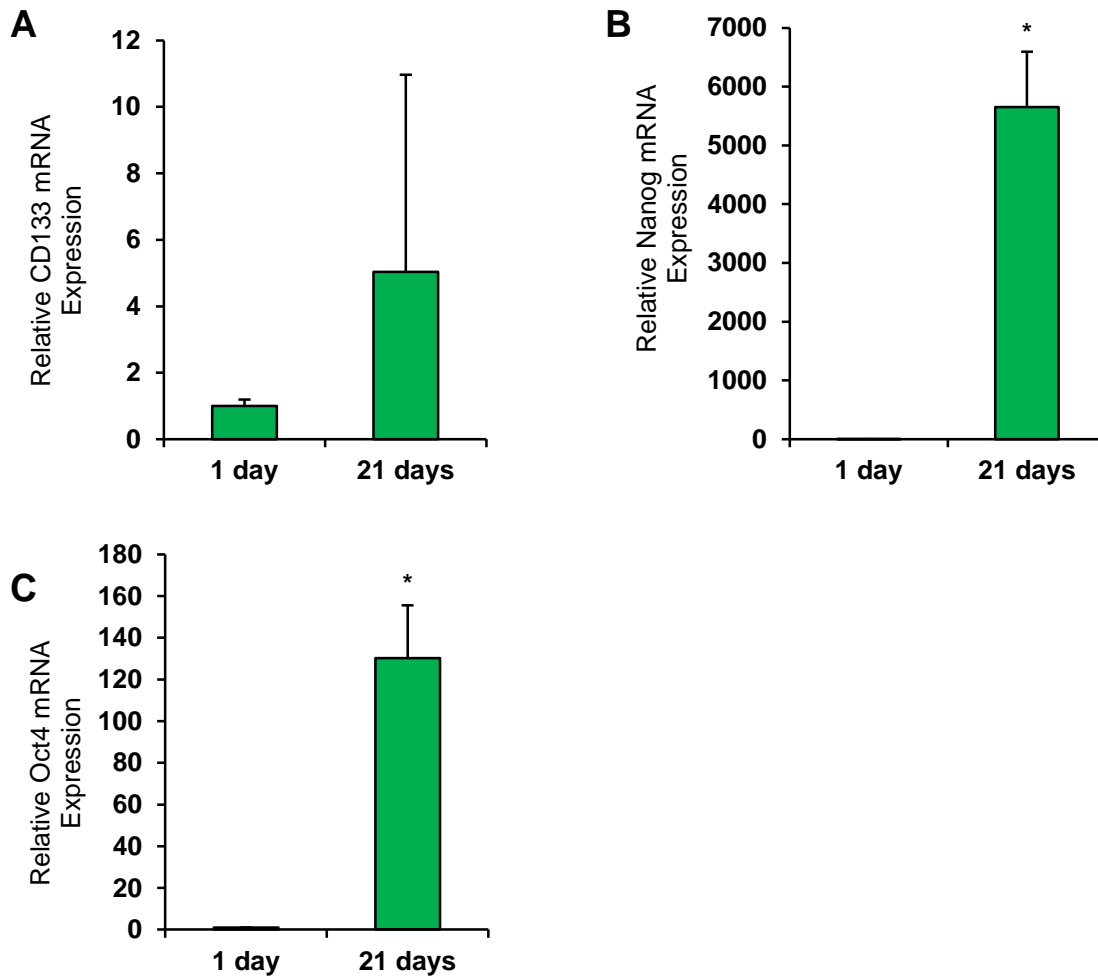 A
Relative CD133 mRNA
Expression
12
10
8
6
4
2
0
1 day
21 days
B
*
Relative Nanog mRNA
Expression
7000
6000
5000
4000
3000
2000
1000
0
1 day
21 days
C
*
Relative Oct4 mRNA
Expression
180
160
140
120
100
80
60
40
20
0
1 day
21 days